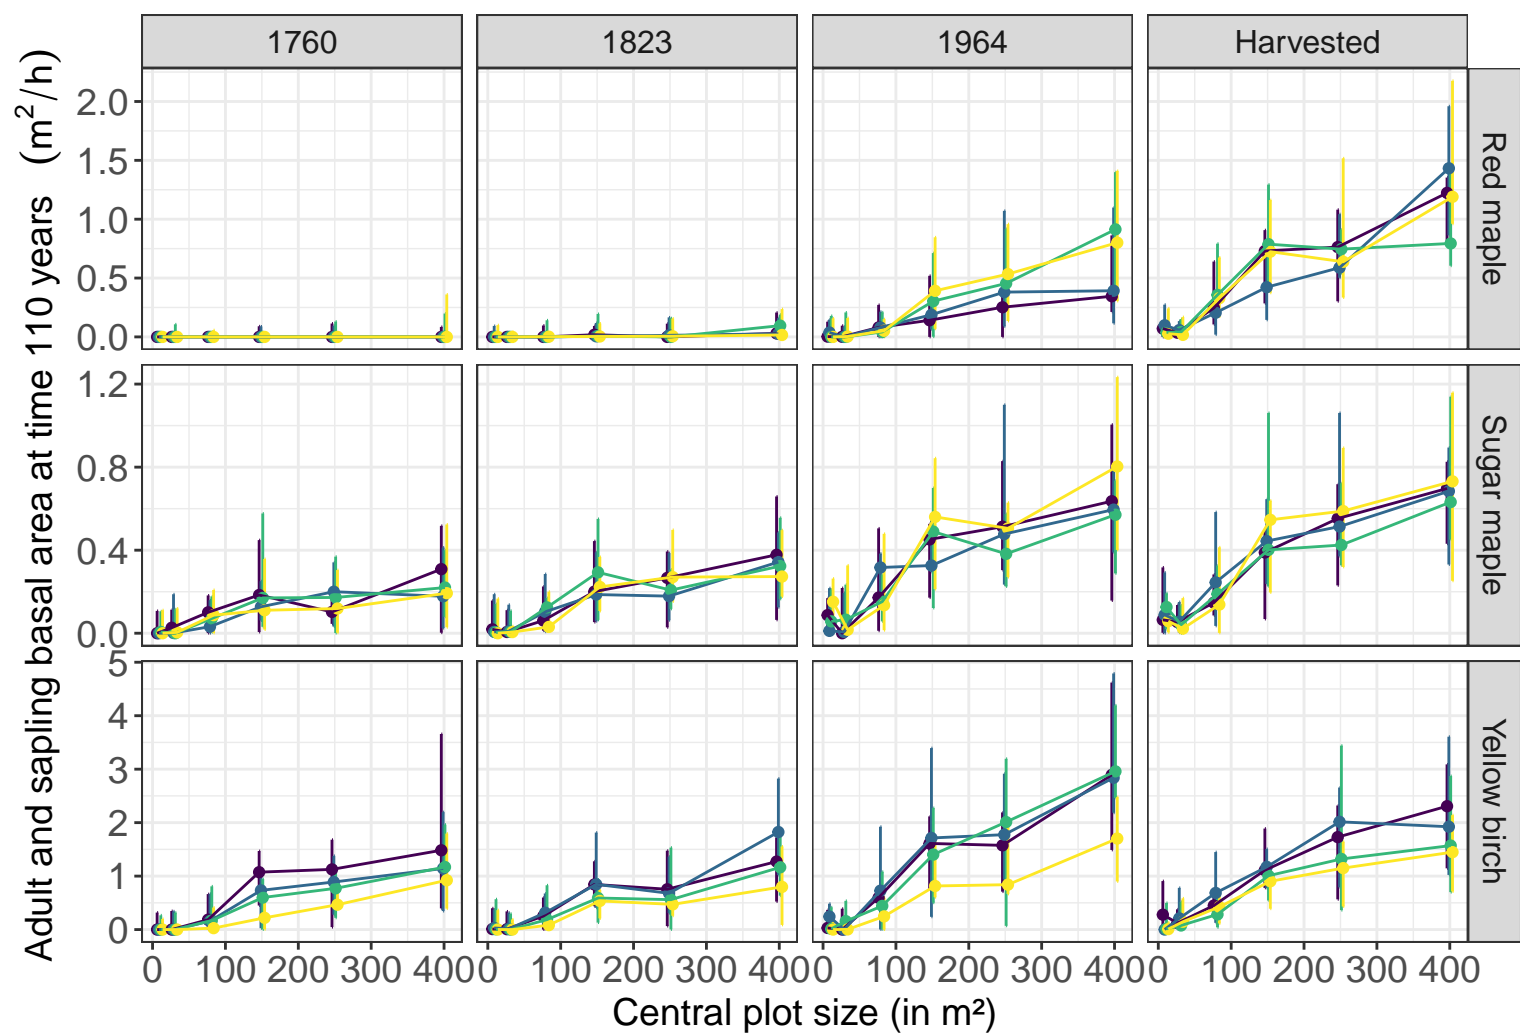 1760 1823 1964 Harvested
Adult and sapling basal area at time 110 years (m²/h)
2.0
1.5
1.0
0.5
0.0
Red maple
1.2
0.8
0.4
0.0
Sugar maple
5
4
3
2
1
0
Yellow birch
0 100 200 300 400 0 100 200 300 400 0 100 200 300 400 0 100 200 300 400
Central plot size (in m²)